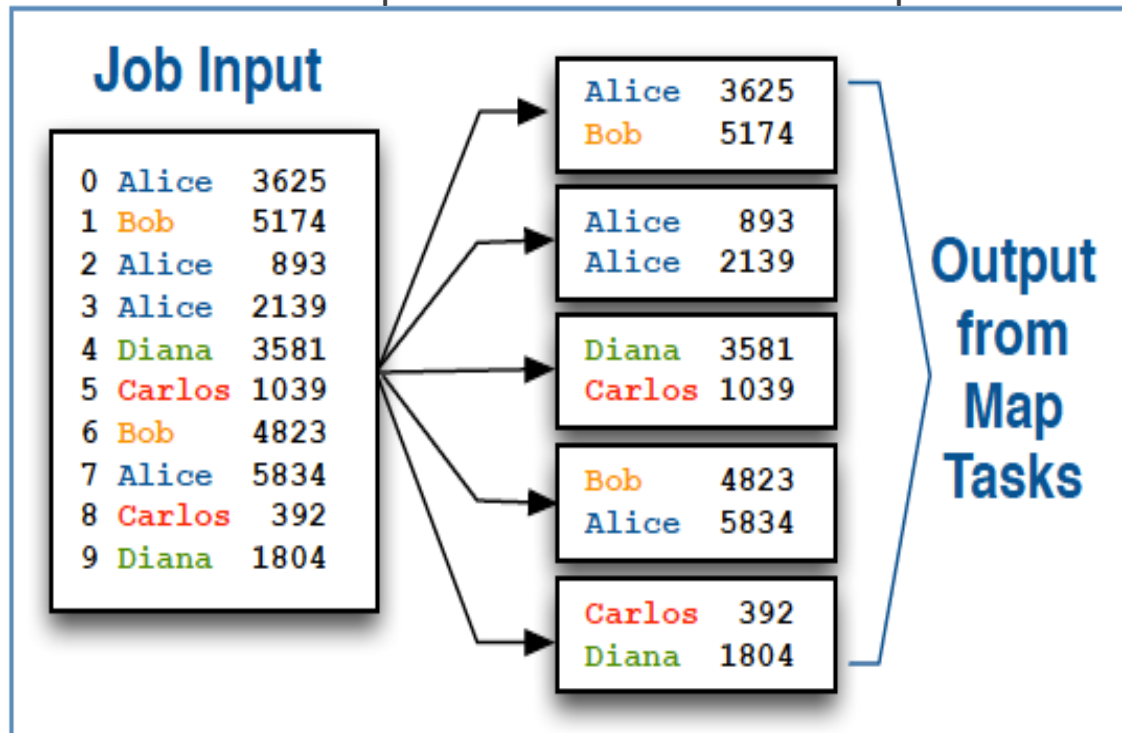 Job Input
0 Alice 3625
1 Bob 5174
2 Alice 893
3 Alice 2139
4 Diana 3581
5 Carlos 1039
6 Bob 4823
7 Alice 5834
8 Carlos 392
9 Diana 1804
Alice 3625
Bob 5174
Alice 893
Alice 2139
Diana 3581
Carlos 1039
Bob 4823
Alice 5834
Carlos 392
Diana 1804
Output
from
Map
Tasks